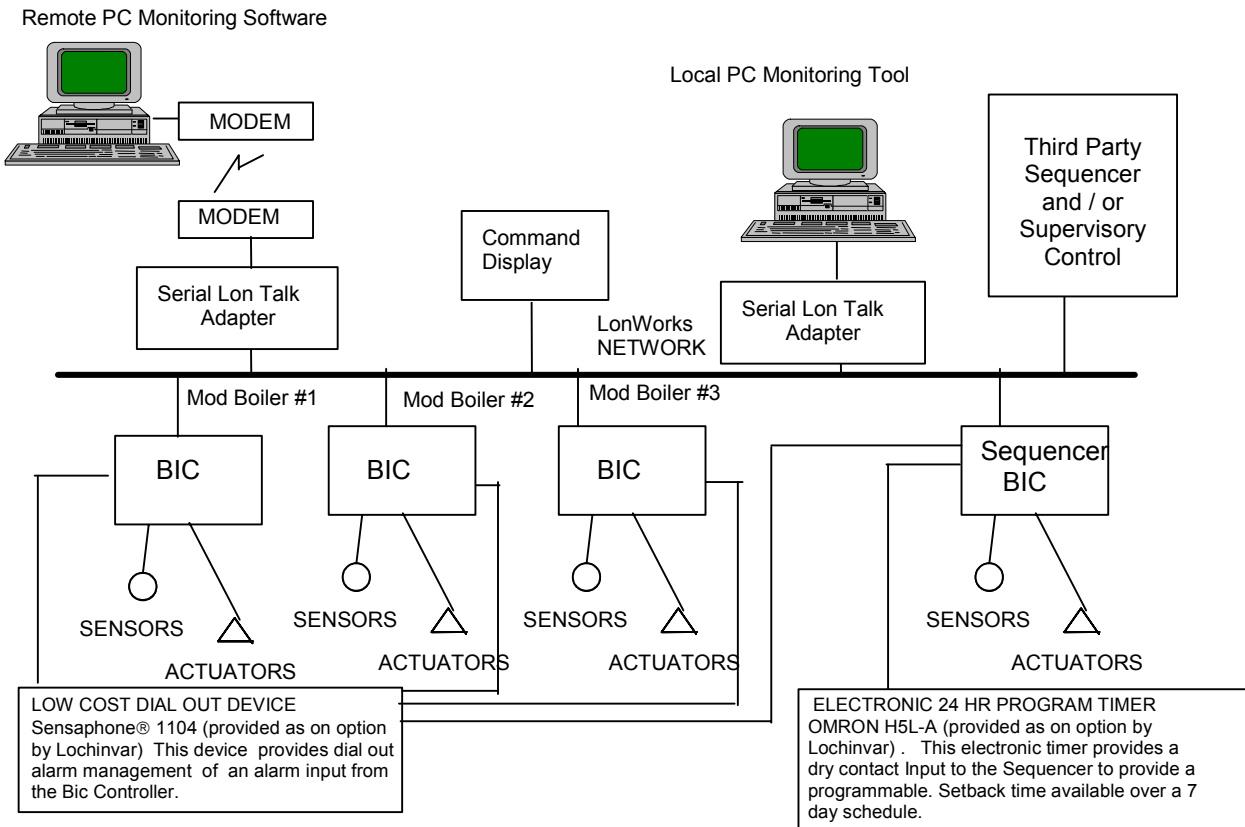 Remote PC Monitoring Software
MODEM
MODEM
Serial Lon Talk
Adapter
Command
Display
LonWorks
NETWORK
Local PC Monitoring Tool
Serial Lon Talk
Adapter
Third Party
Sequencer
and / or
Supervisory
Control
Mod Boiler #1
Mod Boiler #2
Mod Boiler #3
BIC
BIC
BIC
Sequencer
BIC
SENSORS
ACTUATORS
SENSORS
ACTUATORS
SENSORS
ACTUATORS
SENSORS
ACTUATORS
LOW COST DIAL OUT DEVICE
Sensaphone® 1104 (provided as on option
by Lochinvar) This device provides dial out
alarm management of an alarm input from
the Bic Controller.
ELECTRONIC 24 HR PROGRAM TIMER
OMRON H5L-A (provided as on option by
Lochinvar) . This electronic timer provides a
dry contact Input to the Sequencer to provide a
programmable. Setback time available over a 7
day schedule.